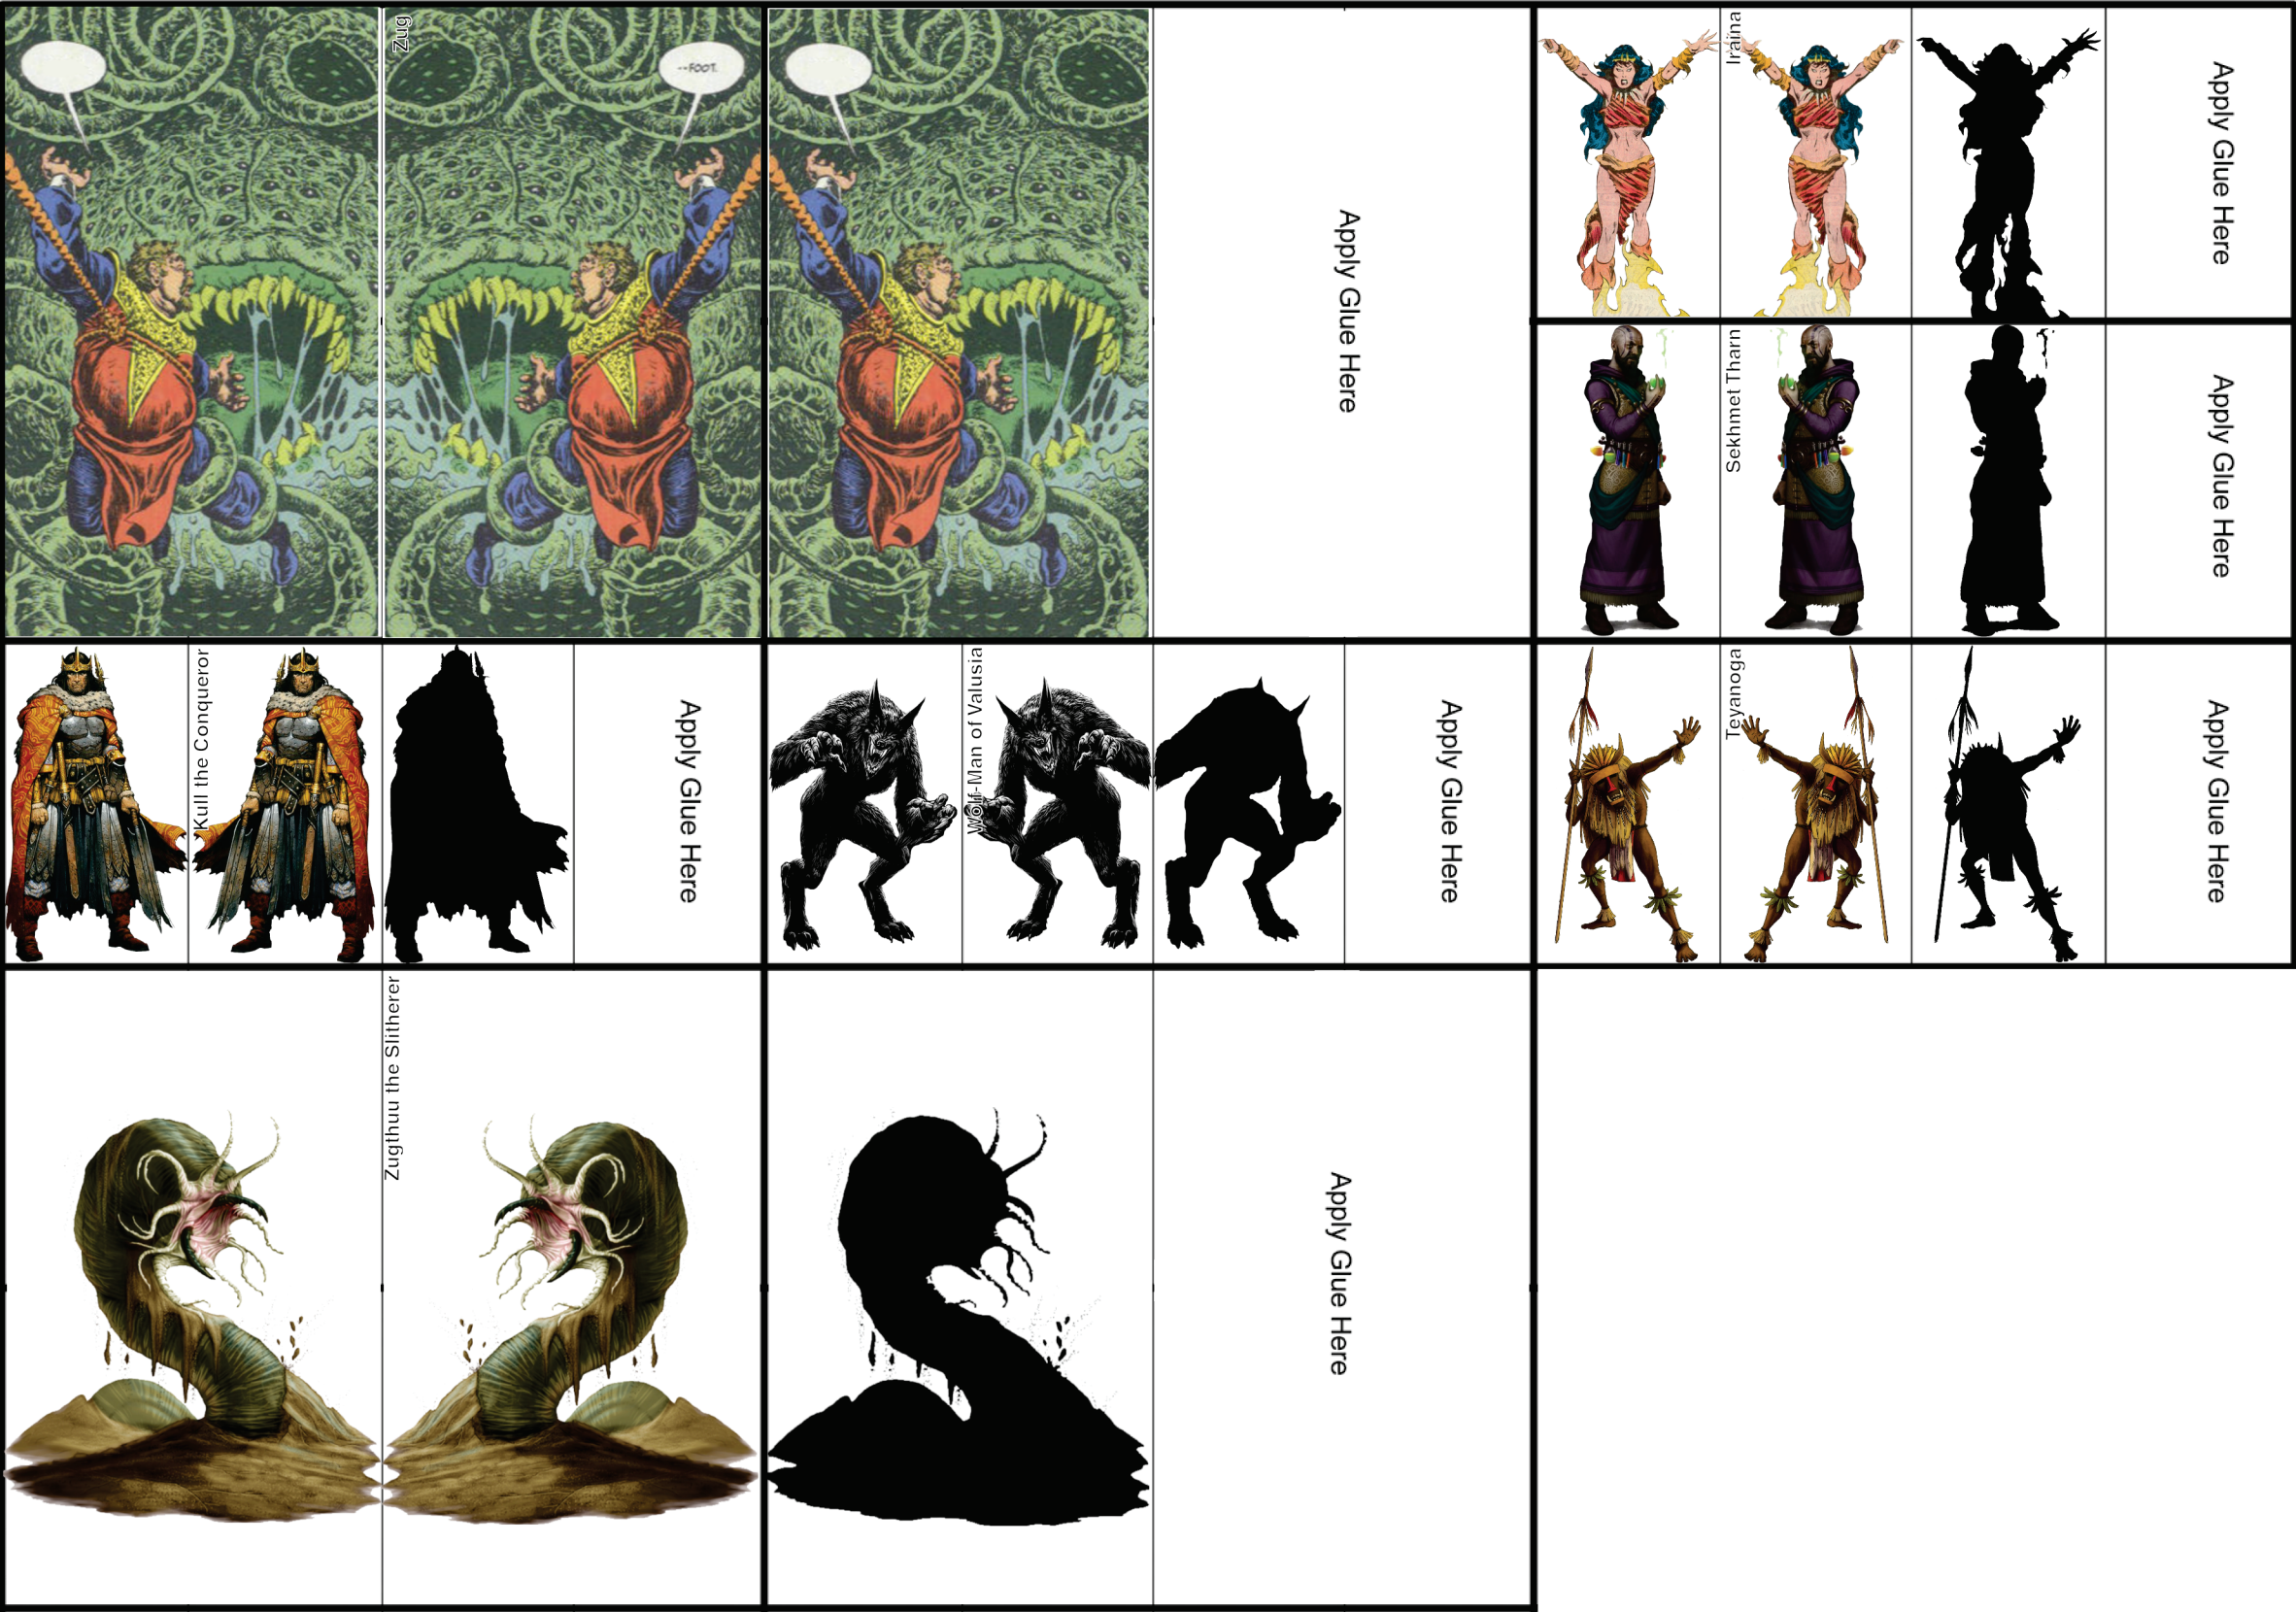 Zug
--FOOT.
Apply Glue Here
Iraina
Apply Glue Here
Sekhmet Tharn
Apply Glue Here
Kull the Conqueror
Apply Glue Here
Wolf-Man of Valusia
Apply Glue Here
Teyanoga
Apply Glue Here
Zugthuu the Slitherer
Apply Glue Here